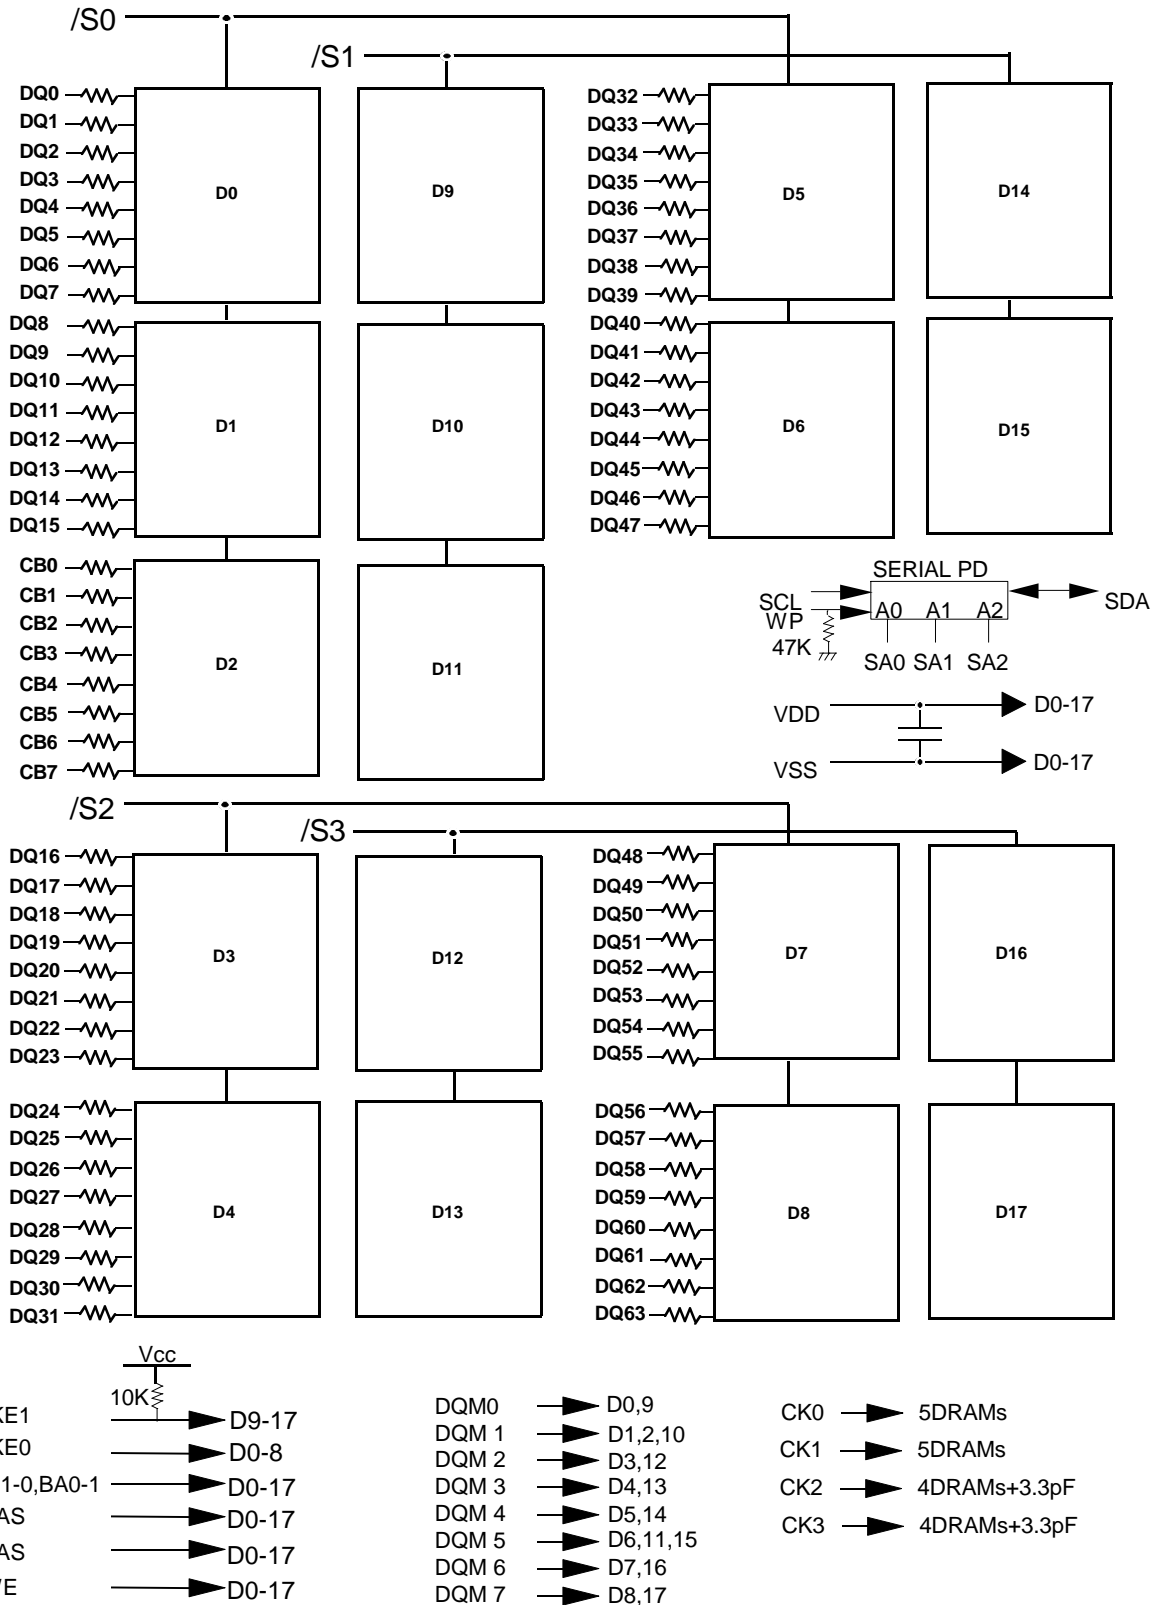 /S0
/S1
DQ0
DQ1
DQ2
DQ3
DQ4
DQ5
DQ6
DQ7
D0
D9
DQ32
DQ33
DQ34
DQ35
DQ36
DQ37
DQ38
DQ39
D5
D14
DQ8
DQ9
DQ10
DQ11
DQ12
DQ13
DQ14
DQ15
D1
D10
DQ40
DQ41
DQ42
DQ43
DQ44
DQ45
DQ46
DQ47
D6
D15
CB0
CB1
CB2
CB3
CB4
CB5
CB6
CB7
D2
D11
SERIAL PD
SCL
WP
47K
A0 A1 A2
SDA
SA0 SA1 SA2
VDD D0-17
VSS D0-17
/S2
/S3
DQ16
DQ17
DQ18
DQ19
DQ20
DQ21
DQ22
DQ23
D3
D12
DQ48
DQ49
DQ50
DQ51
DQ52
DQ53
DQ54
DQ55
D7
D16
DQ24
DQ25
DQ26
DQ27
DQ28
DQ29
DQ30
DQ31
D4
D13
DQ56
DQ57
DQ58
DQ59
DQ60
DQ61
DQ62
DQ63
D8
D17
Vcc
10K
KE1 D9-17
KE0 D0-8
1-0,BA0-1 D0-17
AS D0-17
AS D0-17
E D0-17
DQM0 D0,9
DQM 1 D1,2,10
DQM 2 D3,12
DQM 3 D4,13
DQM 4 D5,14
DQM 5 D6,11,15
DQM 6 D7,16
DQM 7 D8,17
CK0 5DRAMs
CK1 5DRAMs
CK2 4DRAMs+3.3pF
CK3 4DRAMs+3.3pF